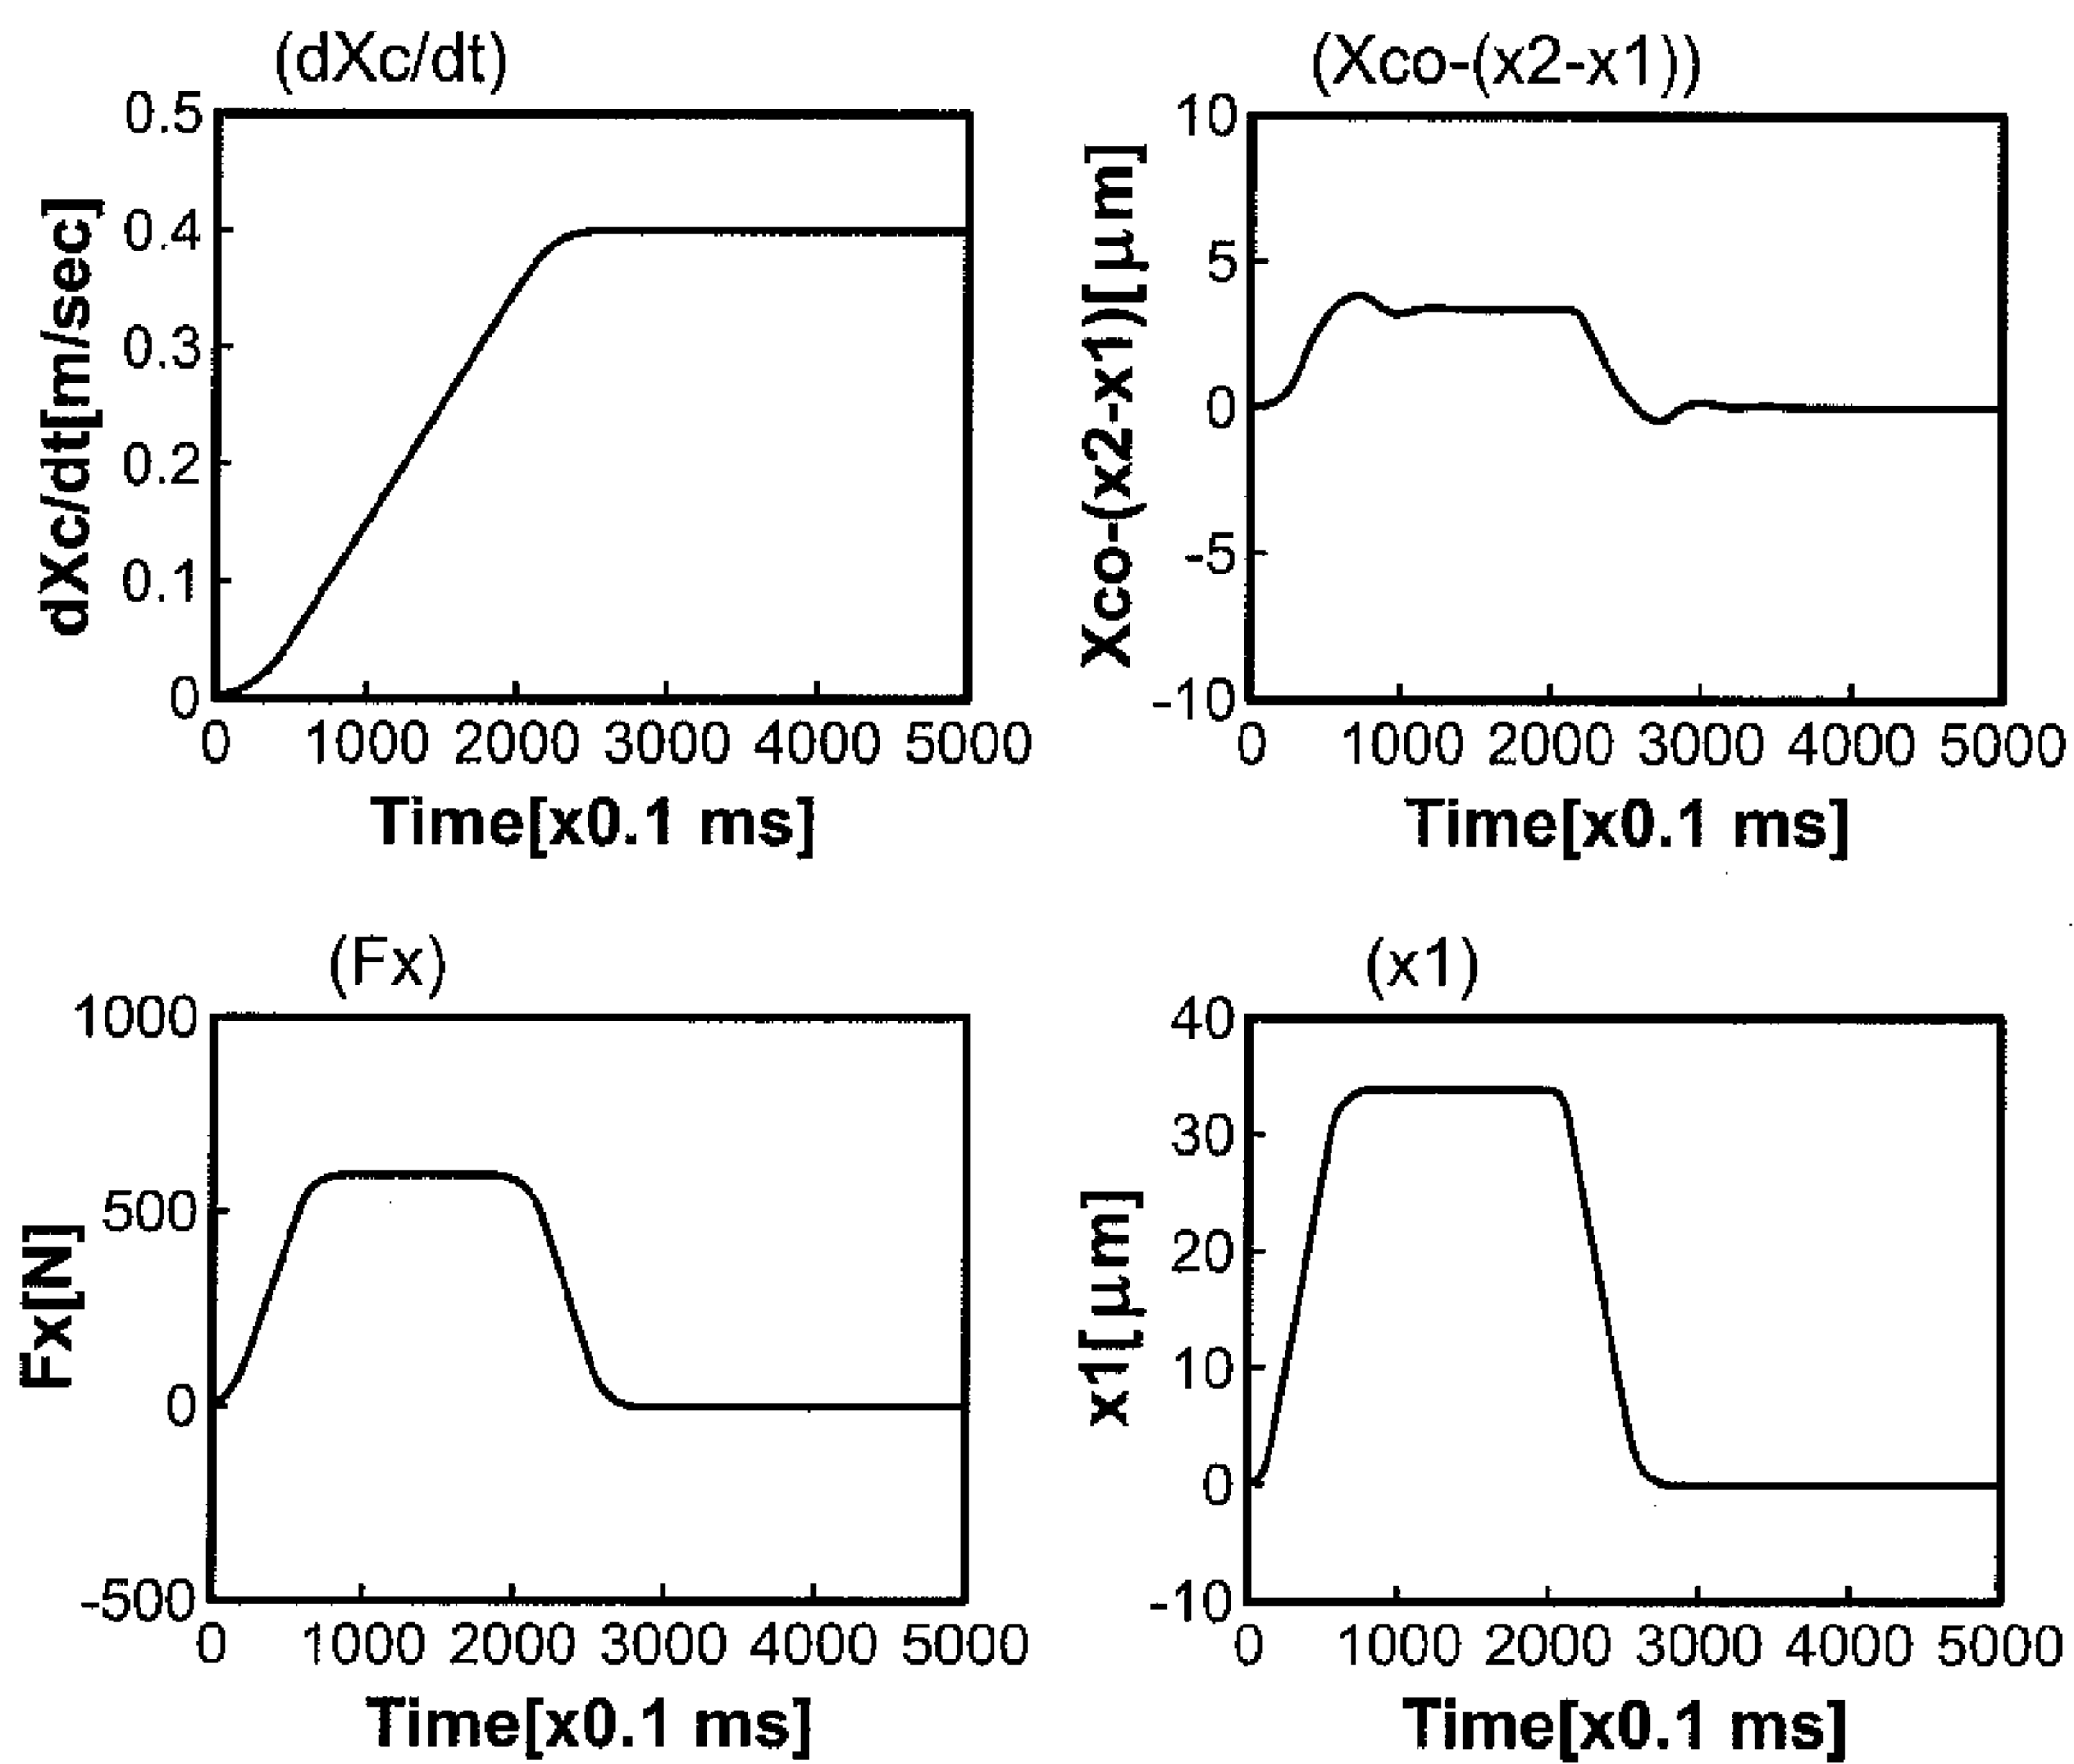 (dXc/dt)
dXc/dt[m/sec]
0.5
0.4
0.3
0.2
0.1
0
0 1000 2000 3000 4000 5000
Time[x0.1 ms]
(Xco-(x2-x1))
Xco-(x2-x1)[μm]
10
5
0
-5
-10
0 1000 2000 3000 4000 5000
Time[x0.1 ms]
(Fx)
Fx[N]
1000
500
0
-500
0 1000 2000 3000 4000 5000
Time[x0.1 ms]
(x1)
x1[μm]
40
30
20
10
0
-10
0 1000 2000 3000 4000 5000
Time[x0.1 ms]